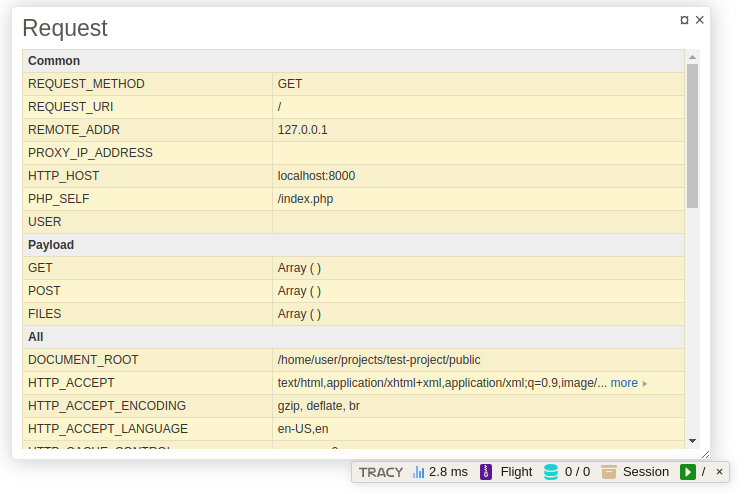 Request ¤ ×
Common
REQUEST_METHOD GET
REQUEST_URI /
REMOTE_ADDR 127.0.0.1
PROXY_IP_ADDRESS
HTTP_HOST localhost:8000
PHP_SELF /index.php
USER
Payload
GET Array ( )
POST Array ( )
FILES Array ( )
All
DOCUMENT_ROOT /home/user/projects/test-project/public
HTTP_ACCEPT text/html,application/xhtml+xml,application/xml;q=0.9,image/... more ▸
HTTP_ACCEPT_ENCODING gzip, deflate, br
HTTP_ACCEPT_LANGUAGE en-US,en
HTTP_CACHE_CONTROL
TRACY 2.8 ms Flight 0 / 0 Session / ×